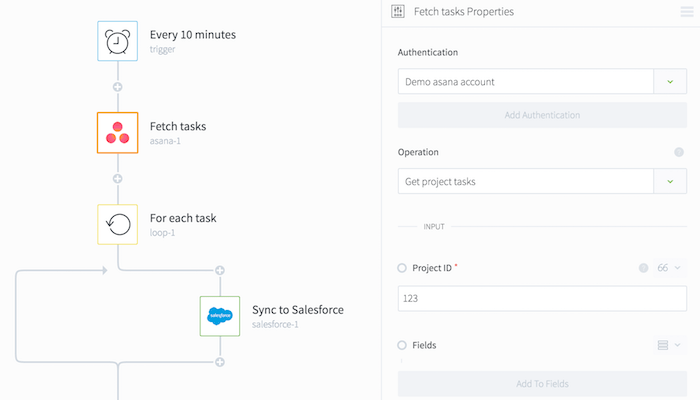 Every 10 minutes
trigger
Fetch tasks
asana-1
For each task
loop-1
salesforce
Sync to Salesforce
salesforce-1
Fetch tasks Properties
Authentication
Demo asana account
Add Authentication
Operation
Get project tasks
INPUT
Project ID *
66
123
Fields
Add To Fields